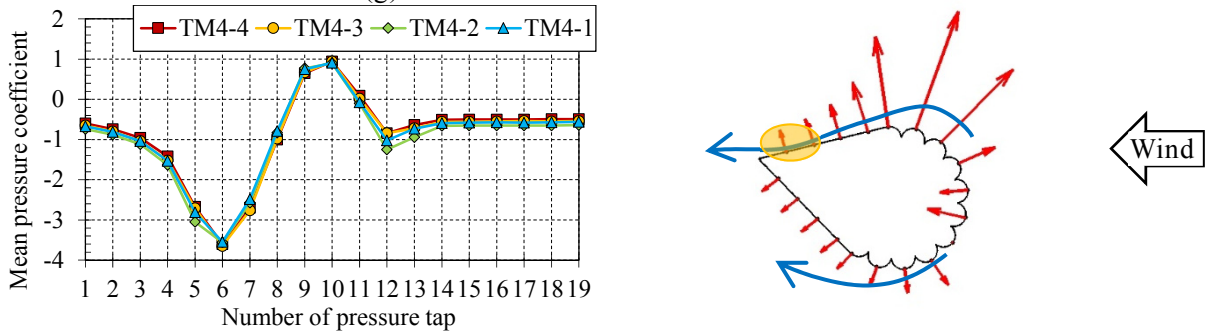 (g)
2
TM4-4 TM4-3 TM4-2 TM4-1
1
0
-1
-2
-3
-4
Mean pressure coefficient
1 2 3 4 5 6 7 8 9 10 11 12 13 14 15 16 17 18 19
Number of pressure tap
Wind